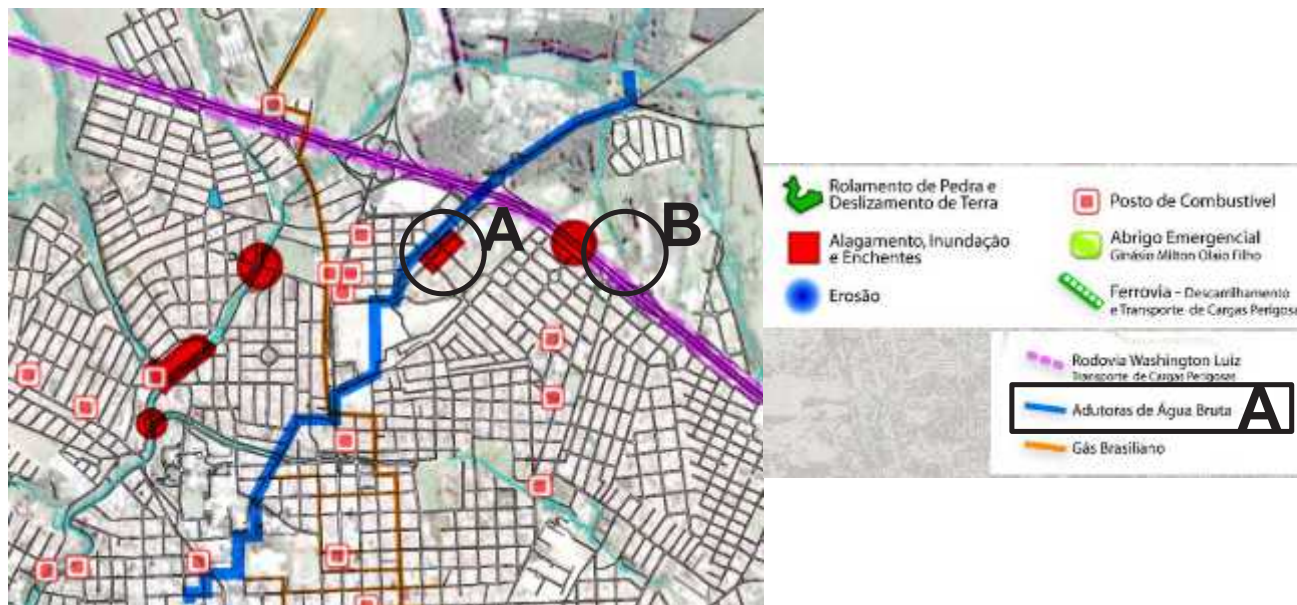 A
B
Rolamento de Pedra e
Deslizamento de Terra
Alagamento, Inundação
e Enchentes
Erosão
Posto de Combustível
Abrigo Emergencial
Ginásio Milton Olaio Filho
Ferrovia - Descarrilhamento
e Transporte de Cargas Perigosa
Rodovia Washington Luiz
Transporte de Cargas Perigosas
Adutoras de Água Bruta A
Gás Brasiliano